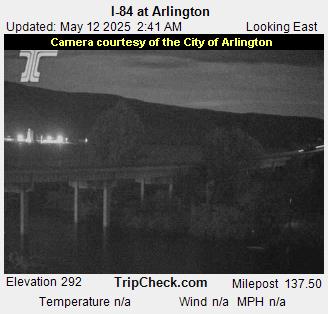 I-84 at Arlington
Updated: May 12 2025 2:41 AM Looking East
Camera courtesy of the City of Arlington
Elevation 292 TripCheck.com Milepost 137.50
Temperature n/a Wind n/a MPH n/a